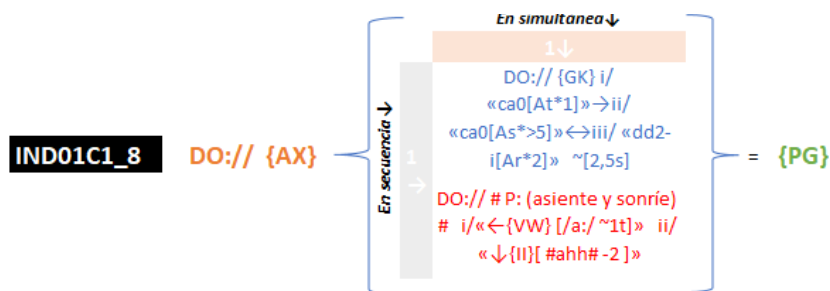 En simultanea↓
1↓
En secuencia ↓
1
→
DO:// {GK} i/
«ca0[At*1]»→ii/
«ca0[As*>5]»↔iii/ «dd2-
i[Ar*2]» ~[2,5s]
IND01C1_8 DO:// {AX} = {PG}
DO:// # P: (asiente y sonríe)
# i/«←{VW} [/a:/ ~1t]» ii/
«↓{II}[ #ahh# -2 ]»